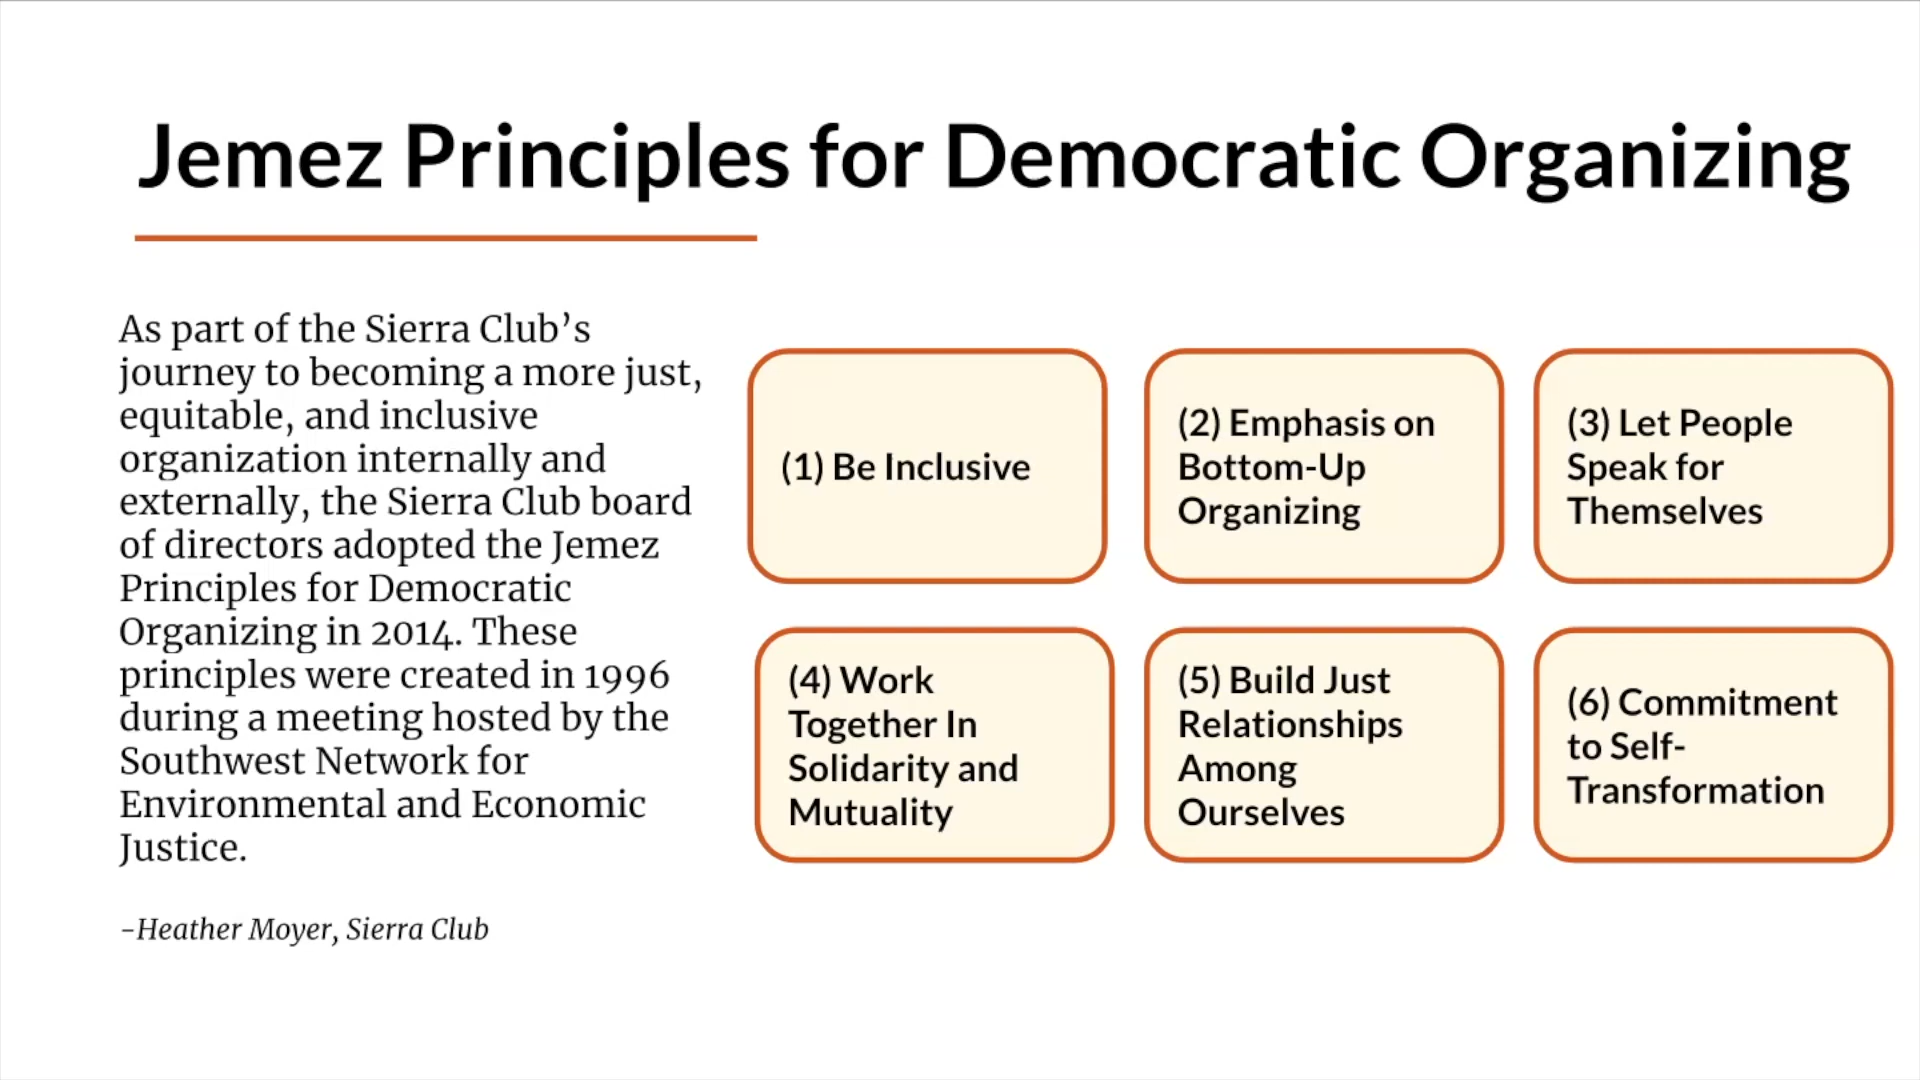 Jemez Principles for Democratic Organizing
As part of the Sierra Club’s
journey to becoming a more just,
equitable, and inclusive
organization internally and
externally, the Sierra Club board
of directors adopted the Jemez
Principles for Democratic
Organizing in 2014. These
principles were created in 1996
during a meeting hosted by the
Southwest Network for
Environmental and Economic
Justice.
–Heather Moyer, Sierra Club
(1) Be Inclusive
(2) Emphasis on
Bottom-Up
Organizing
(3) Let People
Speak for
Themselves
(4) Work
Together In
Solidarity and
Mutuality
(5) Build Just
Relationships
Among
Ourselves
(6) Commitment
to Self-
Transformation